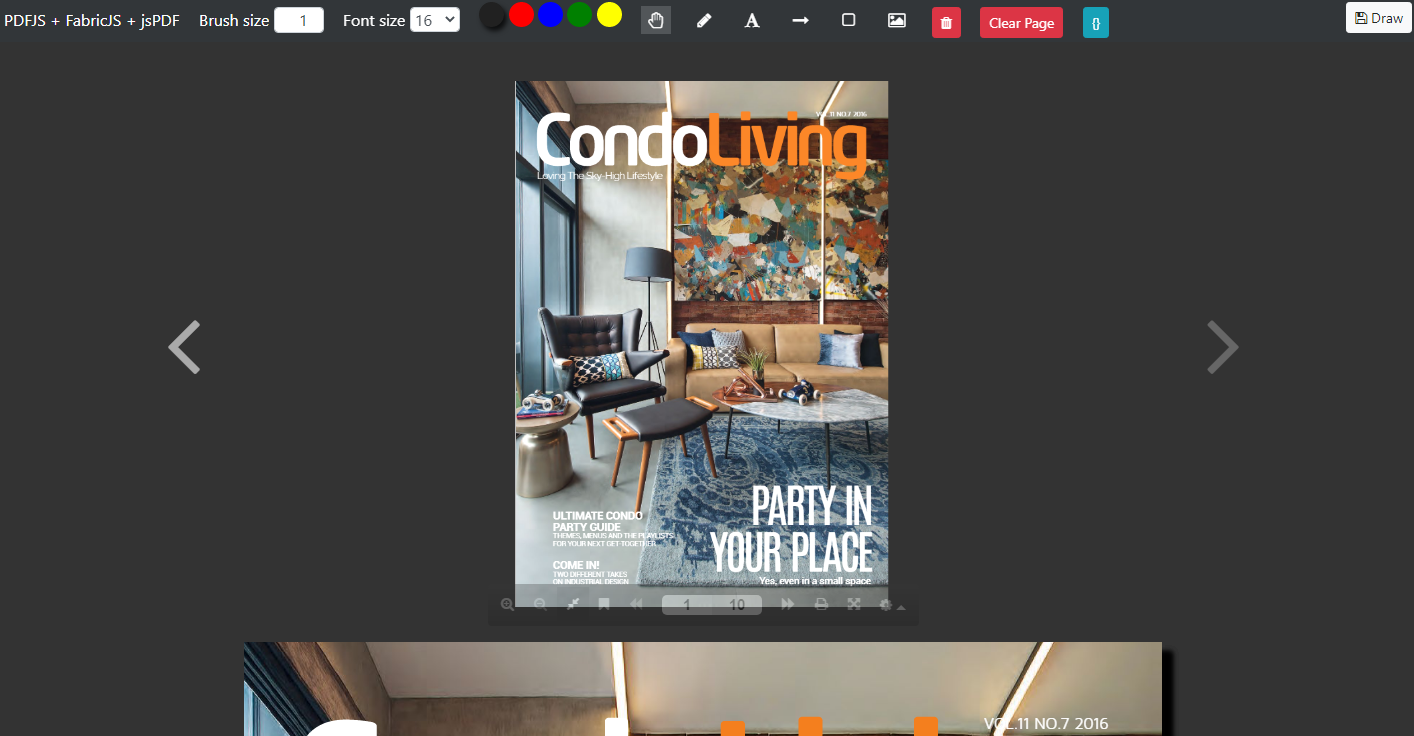 PDFJS + FabricJS + jsPDF Brush size 1 Font size 16 A Clear Page {} Draw
VOL.11 NO.7 2016
CondoLiving
Loving The Sky-High Lifestyle
PARTY IN
YOUR PLACE
Yes, even in a small space
ULTIMATE CONDO
PARTY GUIDE
THEMES, MENUS AND THE PLAYLISTS
FOR YOUR NEXT GET-TOGETHER
COME IN!
TWO DIFFERENT TAKES
ON INDUSTRIAL DESIGN
1 10
VOL.11 NO.7 2016